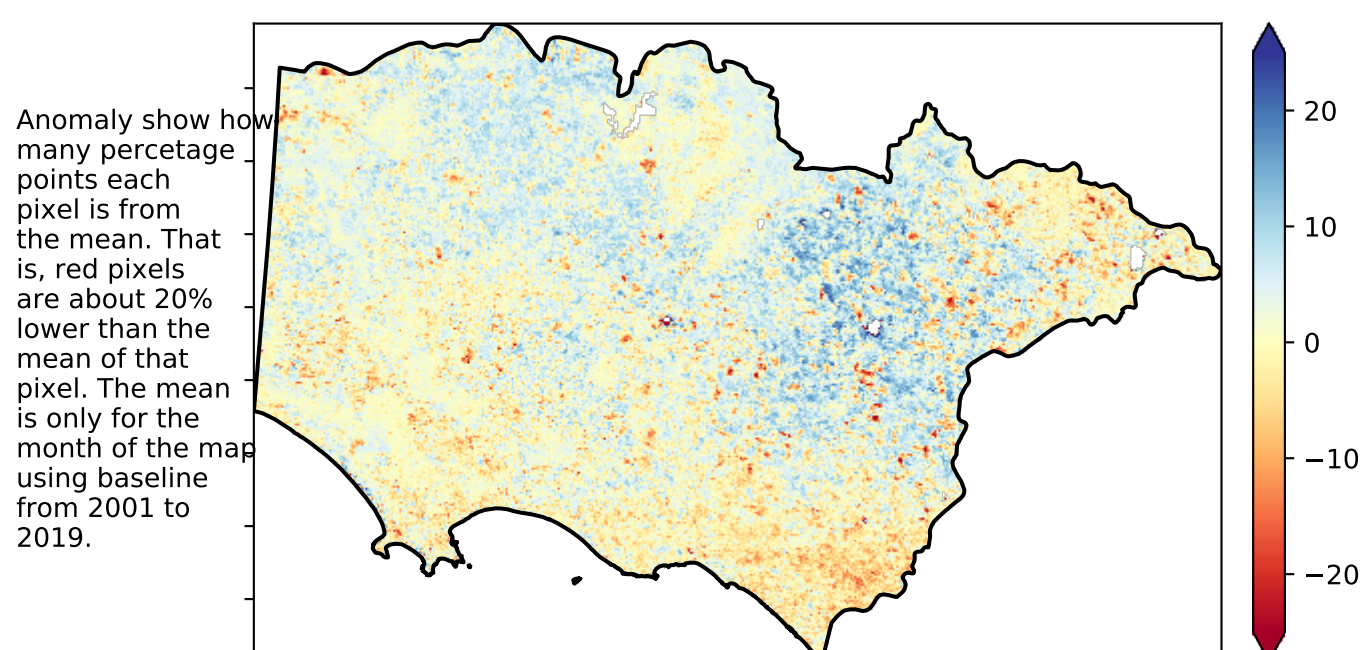 Anomaly show how
many percetage
points each
pixel is from
the mean. That
is, red pixels
are about 20%
lower than the
mean of that
pixel. The mean
is only for the
month of the map
using baseline
from 2001 to
2019.
20
10
0
−10
−20